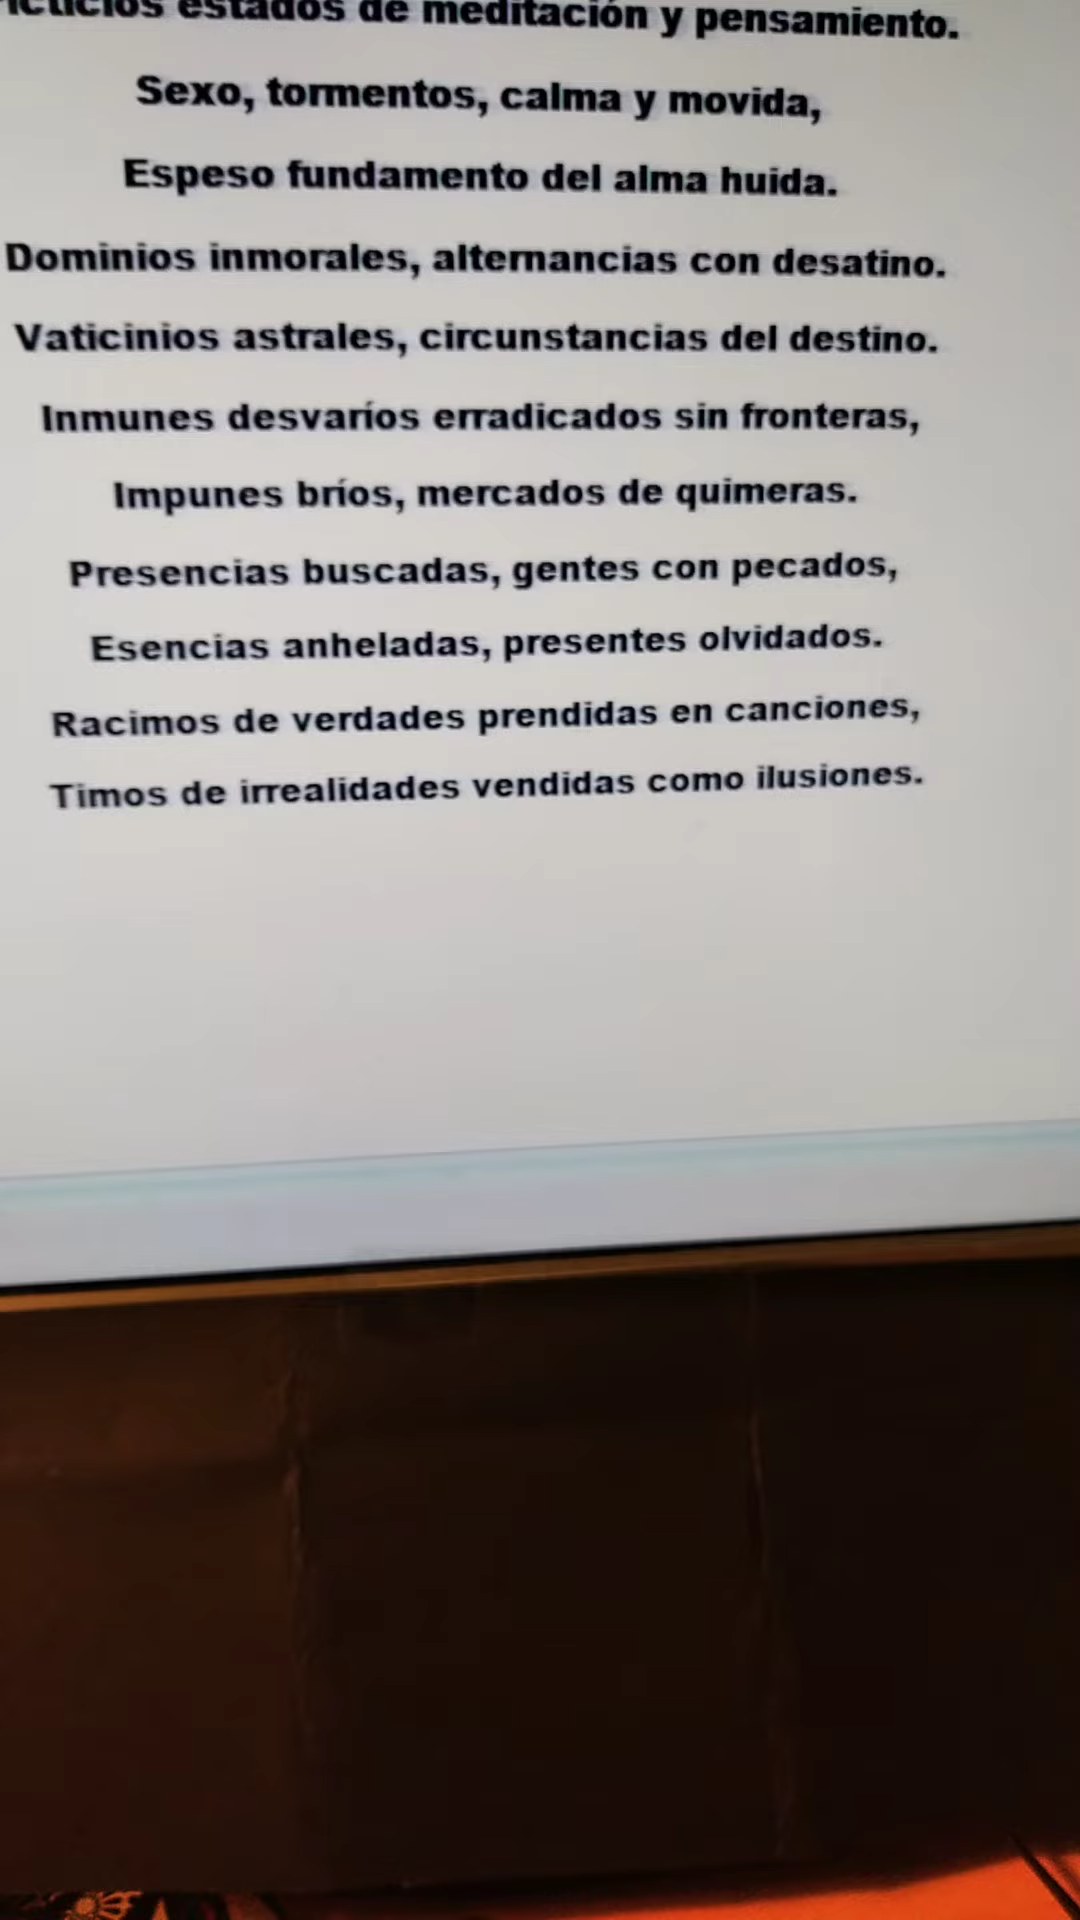 estados de meditación y pensamiento.
Sexo, tormentos, calma y movida,
Espeso fundamento del alma huida.
Dominios inmorales, alternancias con desatino.
Vaticinios astrales, circunstancias del destino.
Inmunes desvaríos erradicados sin fronteras,
Impunes bríos, mercados de quimeras.
Presencias buscadas, gentes con pecados,
Esencias anheladas, presentes olvidados.
Racimos de verdades prendidas en canciones,
Timos de irrealidades vendidas como ilusiones.